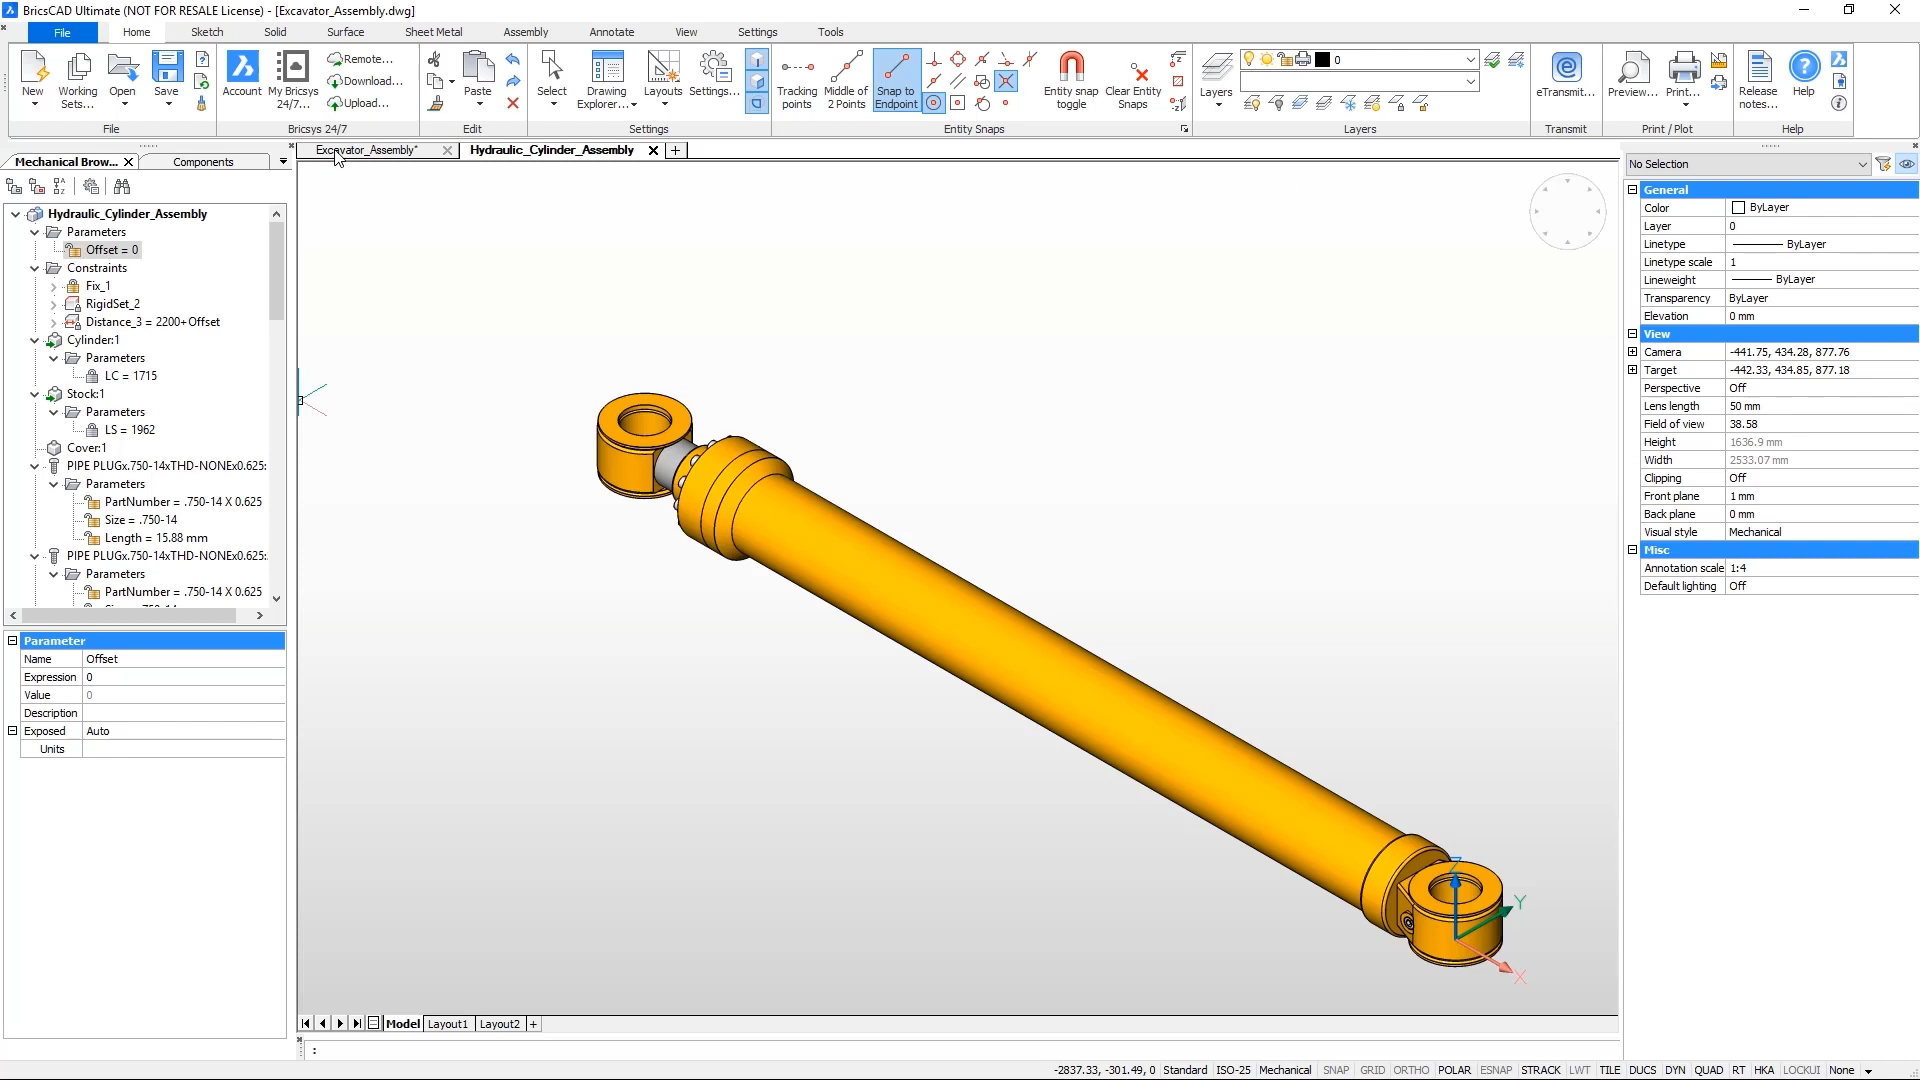 BricsCAD Ultimate (NOT FOR RESALE License) - [Excavator_Assembly.dwg]
File Home Sketch Solid Surface Sheet Metal Assembly Annotate View Settings Tools
New Working Sets... Open Save
Account My Bricsys 24/7... Remote... Download... Upload...
Paste
Select Drawing Explorer... Layouts Settings...
Tracking points Middle of 2 Points Snap to Endpoint Entity snap toggle Clear Entity Snaps
Layers 0
eTransmit...
Preview... Print...
Release notes... Help
File Bricsys 24/7 Edit Settings Entity Snaps Layers Transmit Print / Plot Help
Mechanical Brow... Components
Excavator_Assembly* Hydraulic_Cylinder_Assembly
Hydraulic_Cylinder_Assembly
Parameters
Offset = 0
Constraints
Fix_1
RigidSet_2
Distance_3 = 2200+Offset
Cylinder:1
Parameters
LC = 1715
Stock:1
Parameters
LS = 1962
Cover:1
PIPE PLUGx.750-14xTHD-NONEx0.625:
Parameters
PartNumber = .750-14 X 0.625
Size = .750-14
Length = 15.88 mm
PIPE PLUGx.750-14xTHD-NONEx0.625:
Parameters
PartNumber = .750-14 X 0.625
Parameter
Name Offset
Expression 0
Value 0
Description
Exposed Auto
Units
Z
Y
X
No Selection
General
Color ByLayer
Layer 0
Linetype ByLayer
Linetype scale 1
Lineweight ByLayer
Transparency ByLayer
Elevation 0 mm
View
Camera -441.75, 434.28, 877.76
Target -442.33, 434.85, 877.18
Perspective Off
Lens length 50 mm
Field of view 38.58
Height 1636.9 mm
Width 2533.07 mm
Clipping Off
Front plane 1 mm
Back plane 0 mm
Visual style Mechanical
Misc
Annotation scale 1:4
Default lighting Off
Model Layout1 Layout2 +
:
-2837.33, -301.49, 0 Standard ISO-25 Mechanical SNAP GRID ORTHO POLAR ESNAP STRACK LWT TILE DUCS DYN QUAD RT HKA LOCKUI None